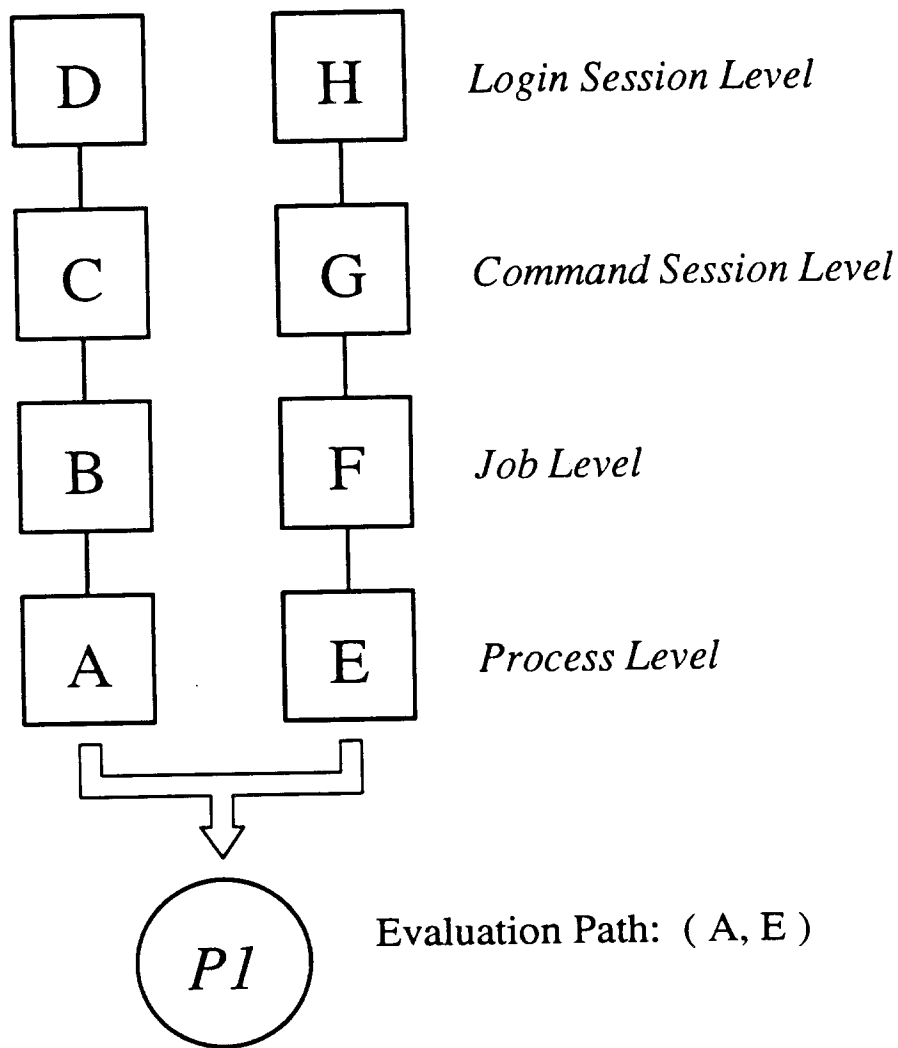 D H Login Session Level
C G Command Session Level
B F Job Level
A E Process Level
P1 Evaluation Path: ( A, E )